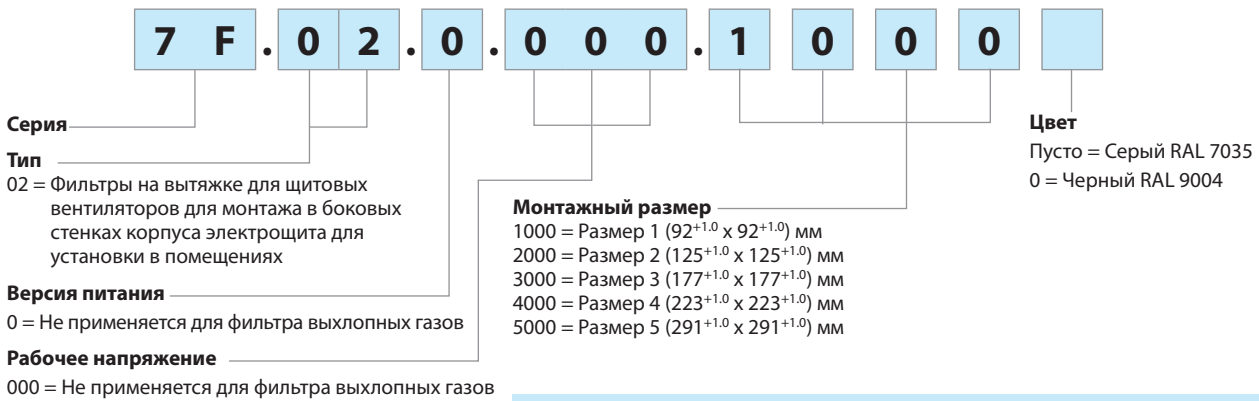 7 F . 0 2 . 0 . 0 0 0 . 1 0 0 0
Серия
Тип
02 = Фильтры на вытяжке для щитовых
вентиляторов для монтажа в боковых
стенках корпуса электрощита для
установки в помещениях
Версия питания
0 = Не применяется для фильтра выхлопных газов
Рабочее напряжение
000 = Не применяется для фильтра выхлопных газов
Монтажный размер
1000 = Размер 1 (92+1.0 x 92+1.0) мм
2000 = Размер 2 (125+1.0 x 125+1.0) мм
3000 = Размер 3 (177+1.0 x 177+1.0) мм
4000 = Размер 4 (223+1.0 x 223+1.0) мм
5000 = Размер 5 (291+1.0 x 291+1.0) мм
Цвет
Пусто = Серый RAL 7035
0 = Черный RAL 9004